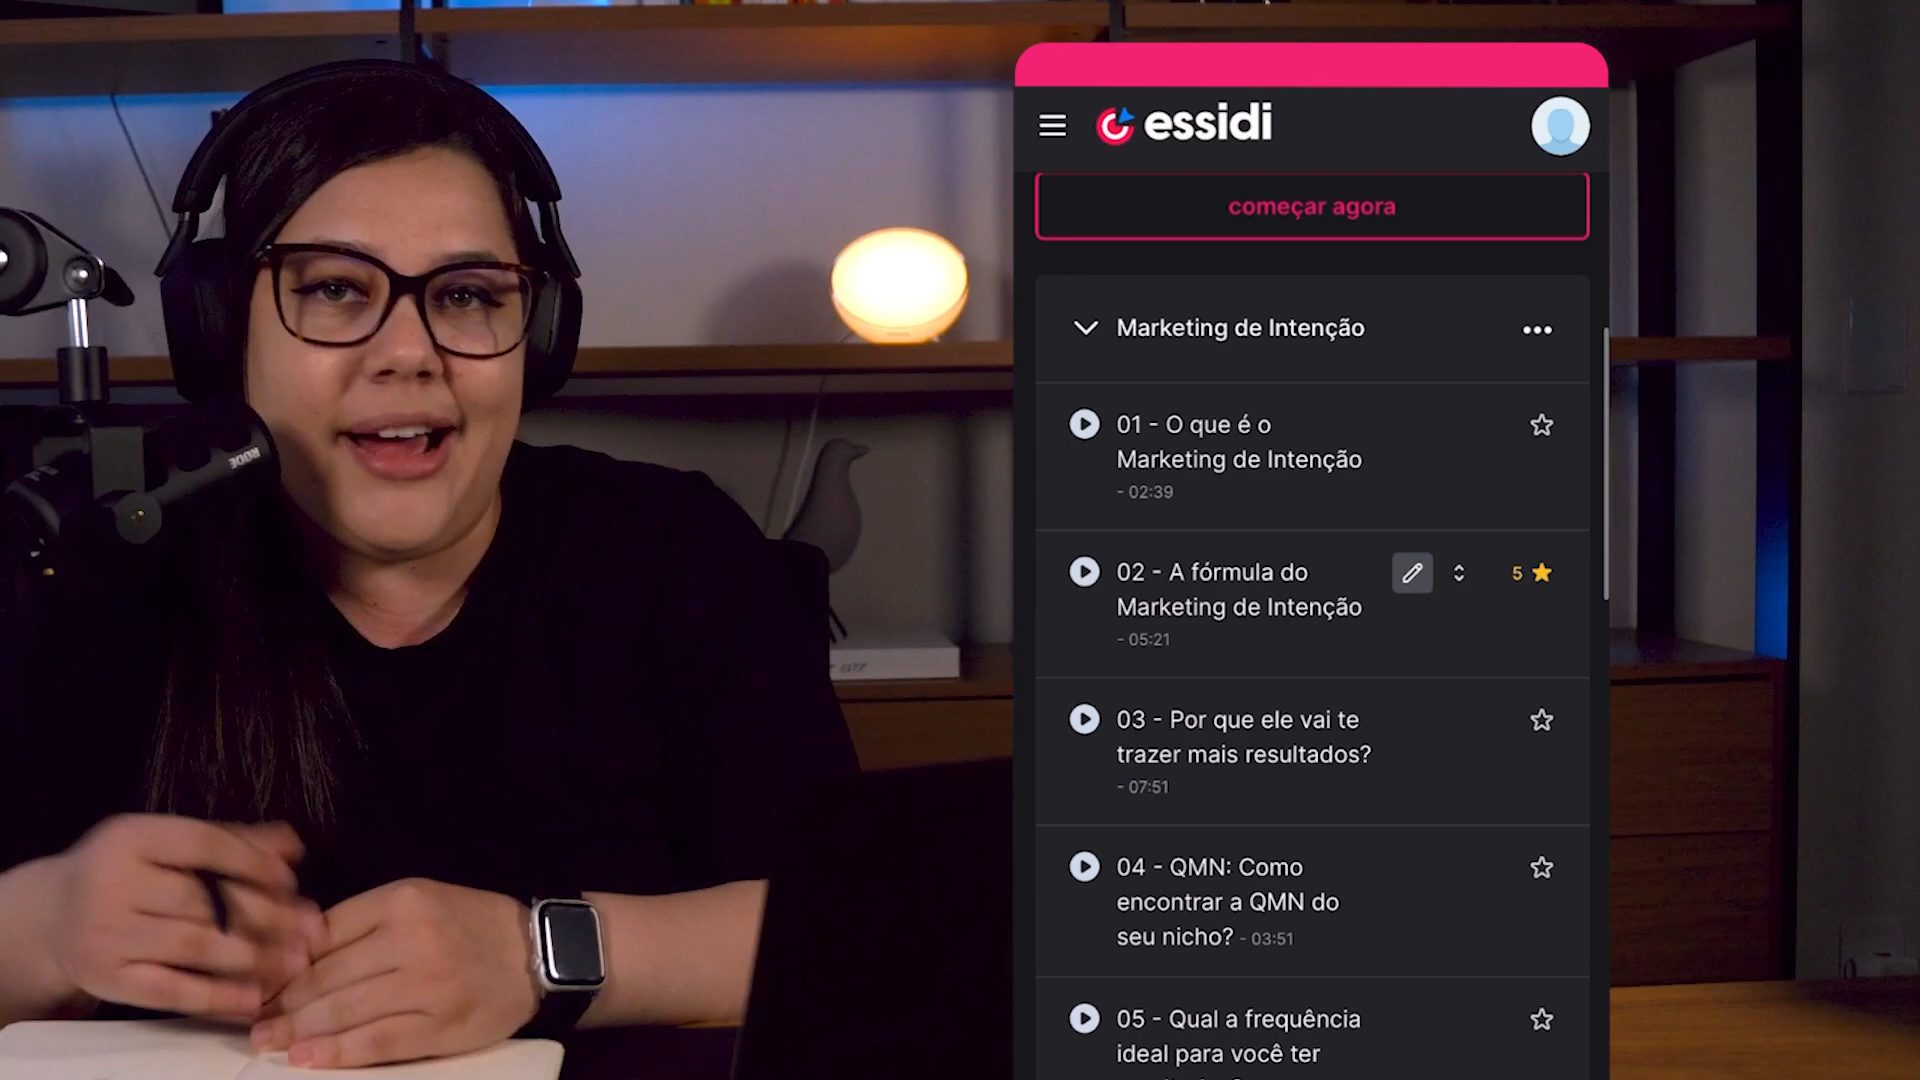 essidi
começar agora
Marketing de Intenção
01 - O que é o
Marketing de Intenção
- 02:39
02 - A fórmula do
Marketing de Intenção
- 05:21
5
03 - Por que ele vai te
trazer mais resultados?
- 07:51
04 - QMN: Como
encontrar a QMN do
seu nicho? - 03:51
05 - Qual a frequência
ideal para você ter
RØDE